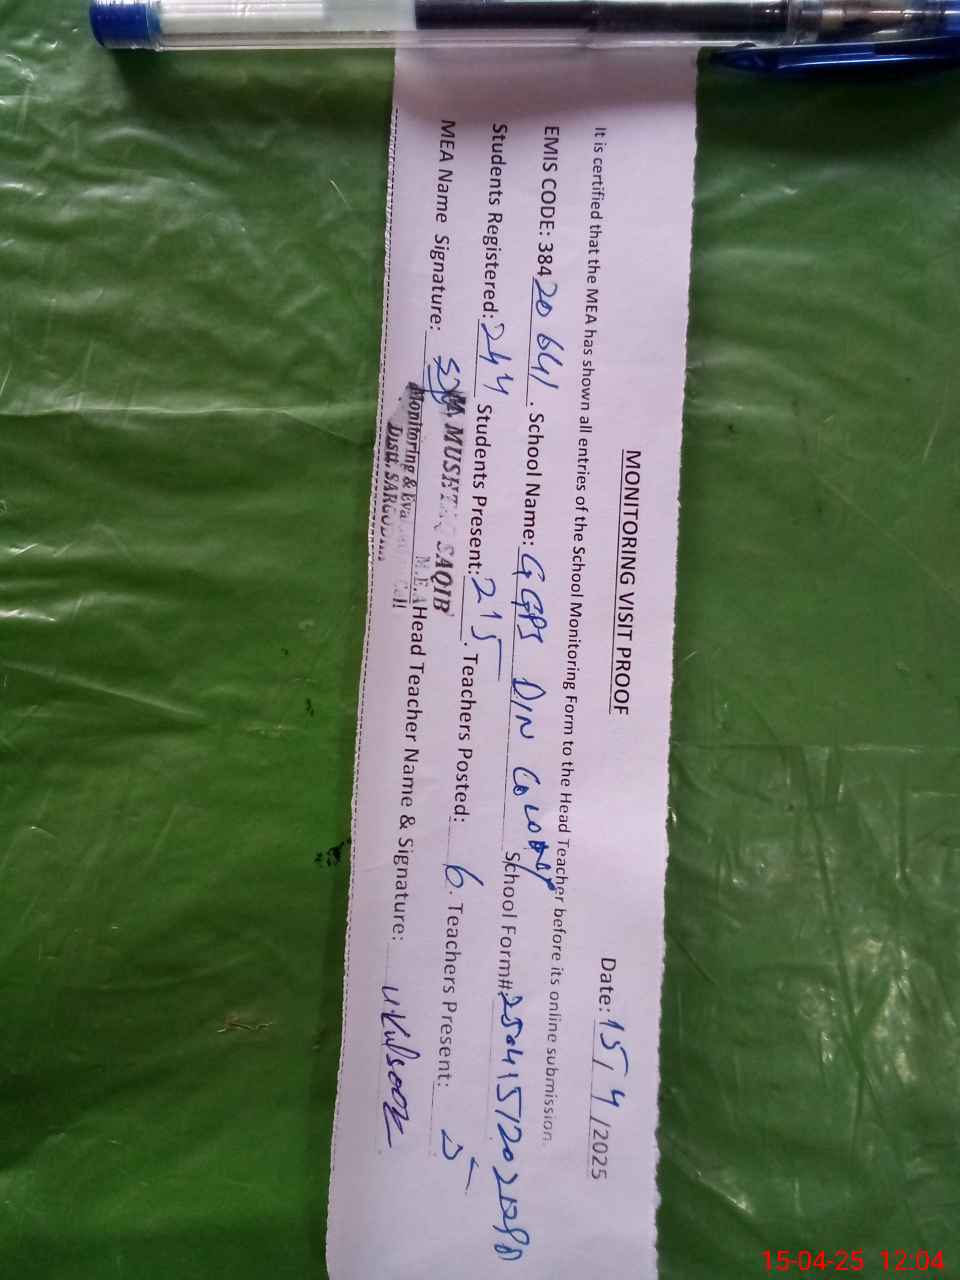 MONITORING VISIT PROOF
Date: 15/4/2025
It is certified that the MEA has shown all entries of the School Monitoring Form to the Head Teacher before its online submission.
EMIS CODE: 38420641. School Name: GGPS DIN COLONY School Form#:
Students Registered: 244 Students Present: 215. Teachers Posted: 6. Teachers Present: 5
MEA Name Signature: Head Teacher Name & Signature:
SAQIB
M.E.A
Monitoring &
Distt. SARGODHA
15-04-25 12:04